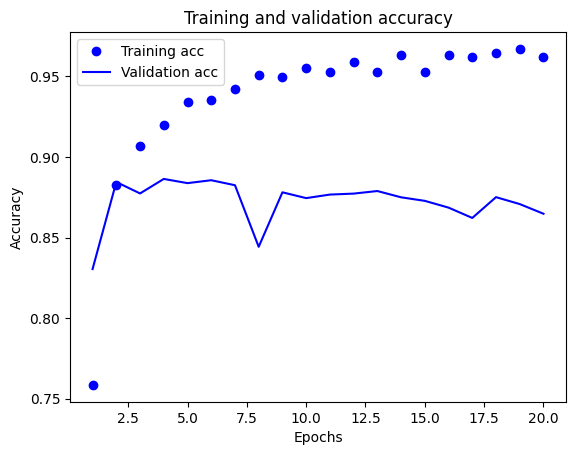 Training and validation accuracy
Training acc
Validation acc
0.95
0.90
0.85
0.80
0.75
Accuracy
2.5 5.0 7.5 10.0 12.5 15.0 17.5 20.0
Epochs